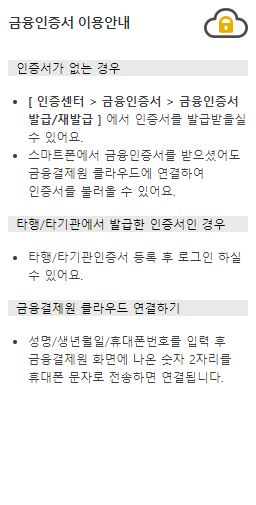 금융인증서 이용안내
인증서가 없는 경우
[ 인증센터 > 금융인증서 > 금융인증서
발급/재발급 ] 에서 인증서를 발급받을실
수 있어요.
스마트폰에서 금융인증서를 받으셨어도
금융결제원 클라우드에 연결하여
인증서를 불러올 수 있어요.
타행/타기관에서 발급한 인증서인 경우
타행/타기관인증서 등록 후 로그인 하실
수 있어요.
금융결제원 클라우드 연결하기
성명/생년월일/휴대폰번호를 입력 후
금융결제원 화면에 나온 숫자 2자리를
휴대폰 문자로 전송하면 연결됩니다.